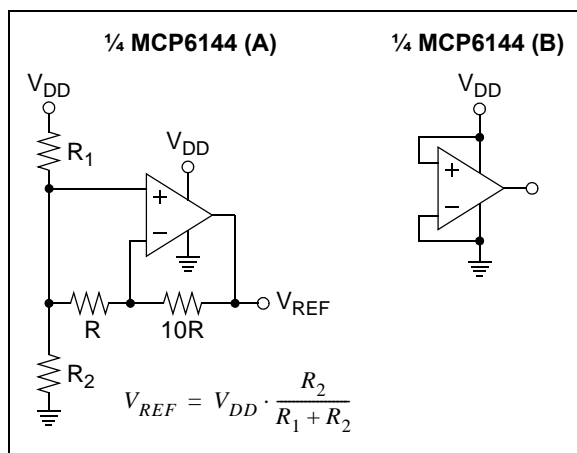 ¼ MCP6144 (A)
¼ MCP6144 (B)
V_DD
R_1
V_DD
+
−
V_REF
R
10R
R_2
V_REF = V_DD · R_2 / (R_1 + R_2)
V_DD
+
−